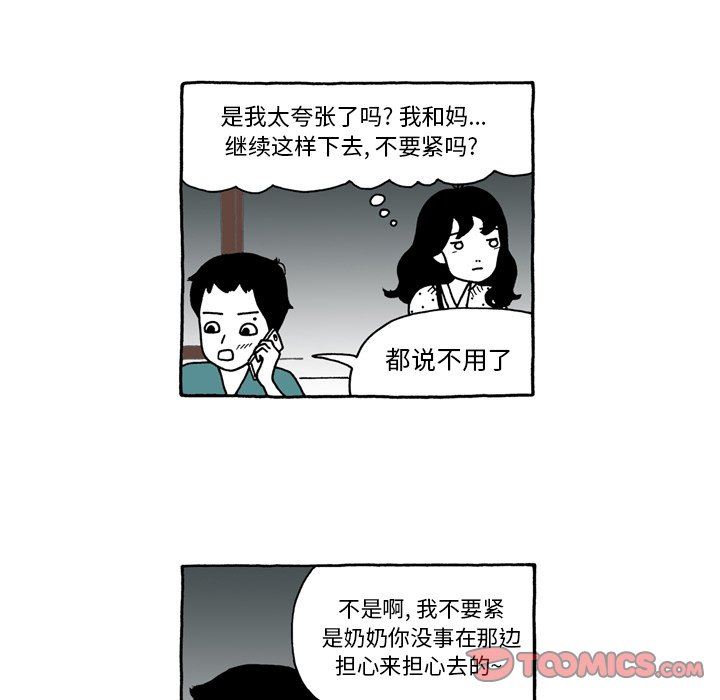 是我太夸张了吗? 我和妈...
继续这样下去, 不要紧吗?
都说不用了
不是啊, 我不要紧
是奶奶你没事在那边
担心来担心去的~
TOOMICS.COM